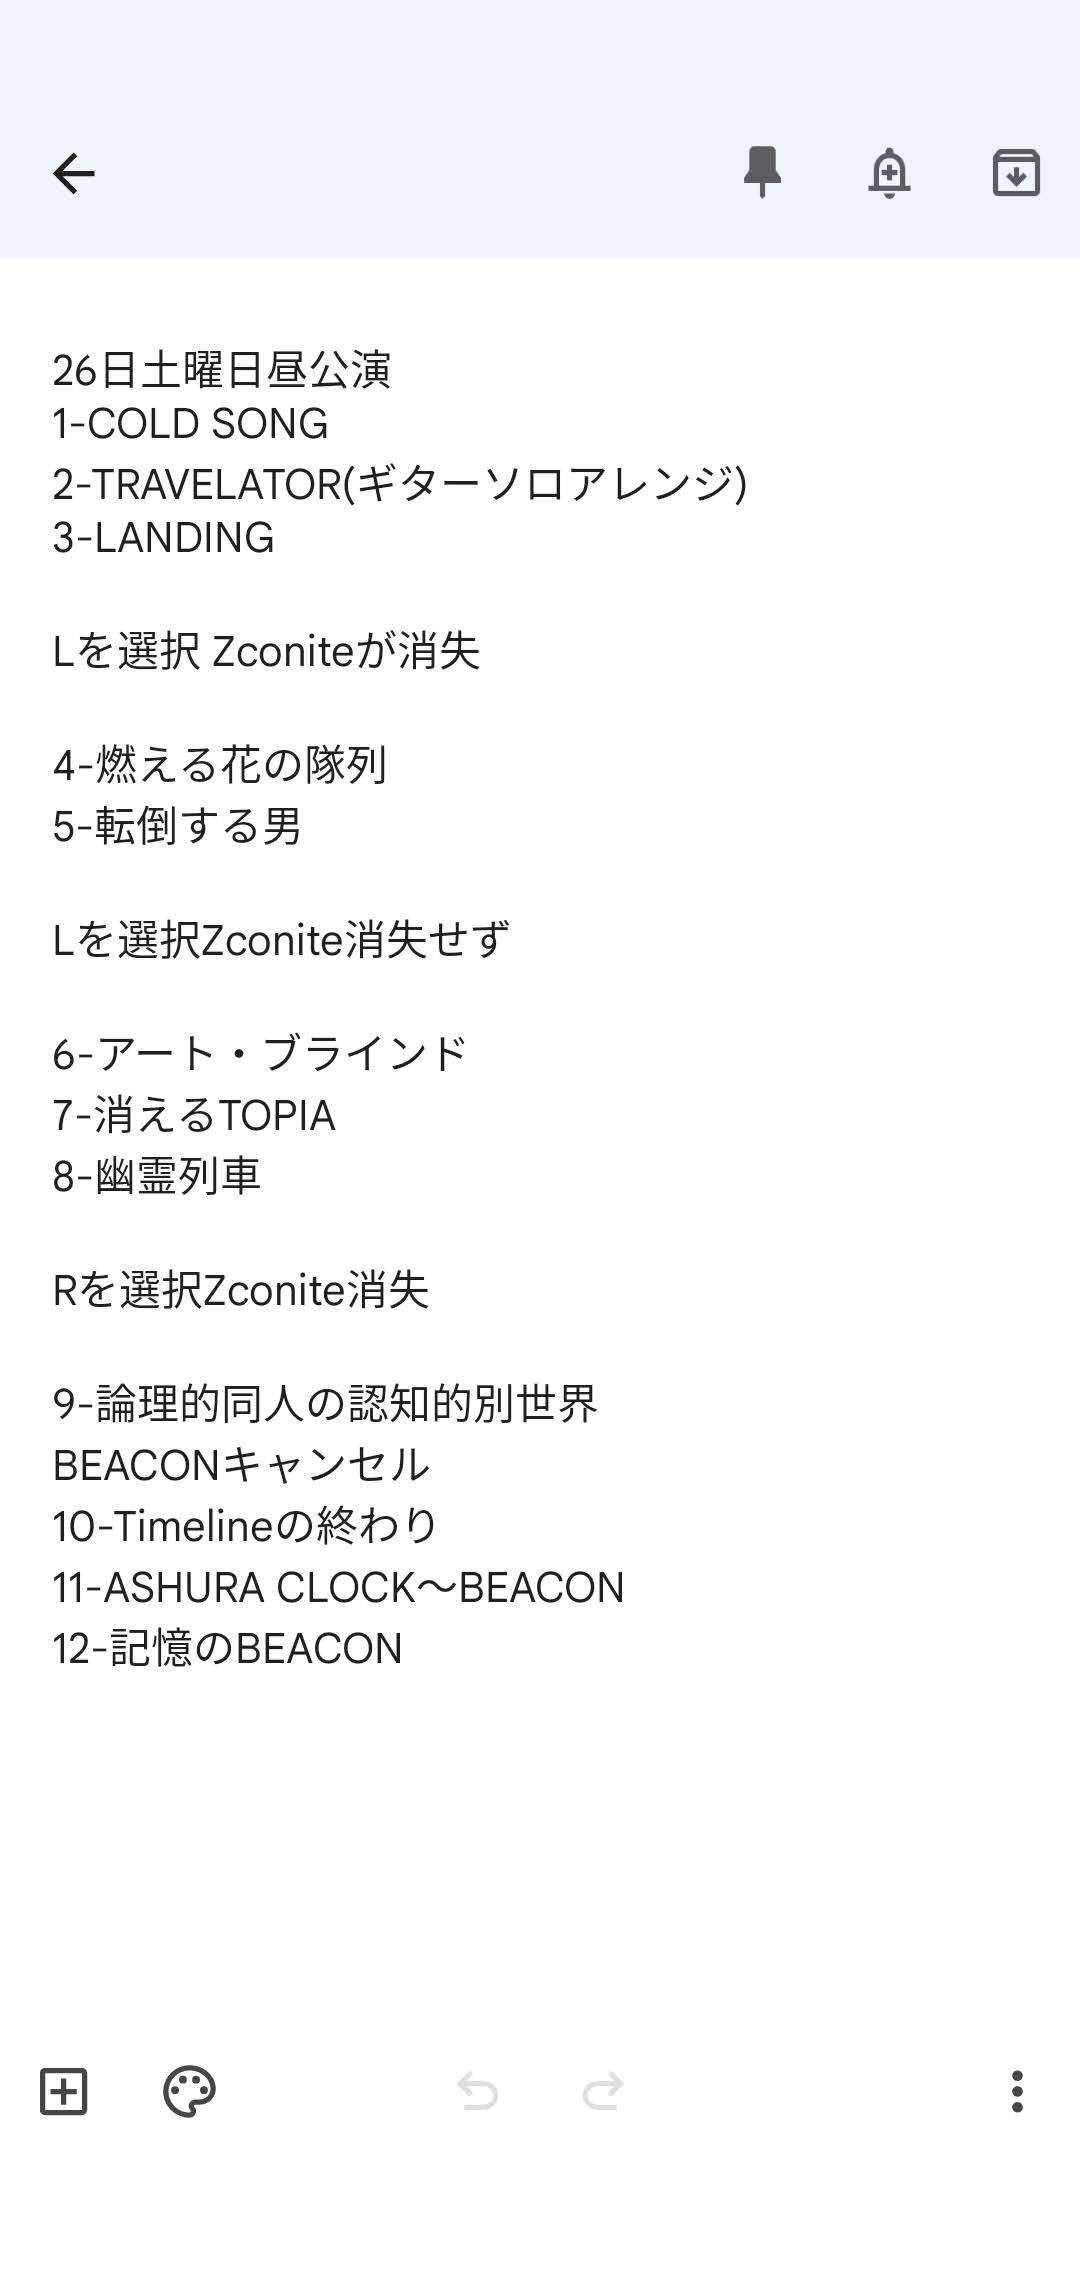 26日土曜日昼公演
1-COLD SONG
2-TRAVELATOR(ギターソロアレンジ)
3-LANDING
Lを選択 Zconiteが消失
4-燃える花の隊列
5-転倒する男
Lを選択Zconite消失せず
6-アート・ブラインド
7-消えるTOPIA
8-幽霊列車
Rを選択Zconite消失
9-論理的同人の認知的別世界
BEACONキャンセル
10-Timelineの終わり
11-ASHURA CLOCK〜BEACON
12-記憶のBEACON